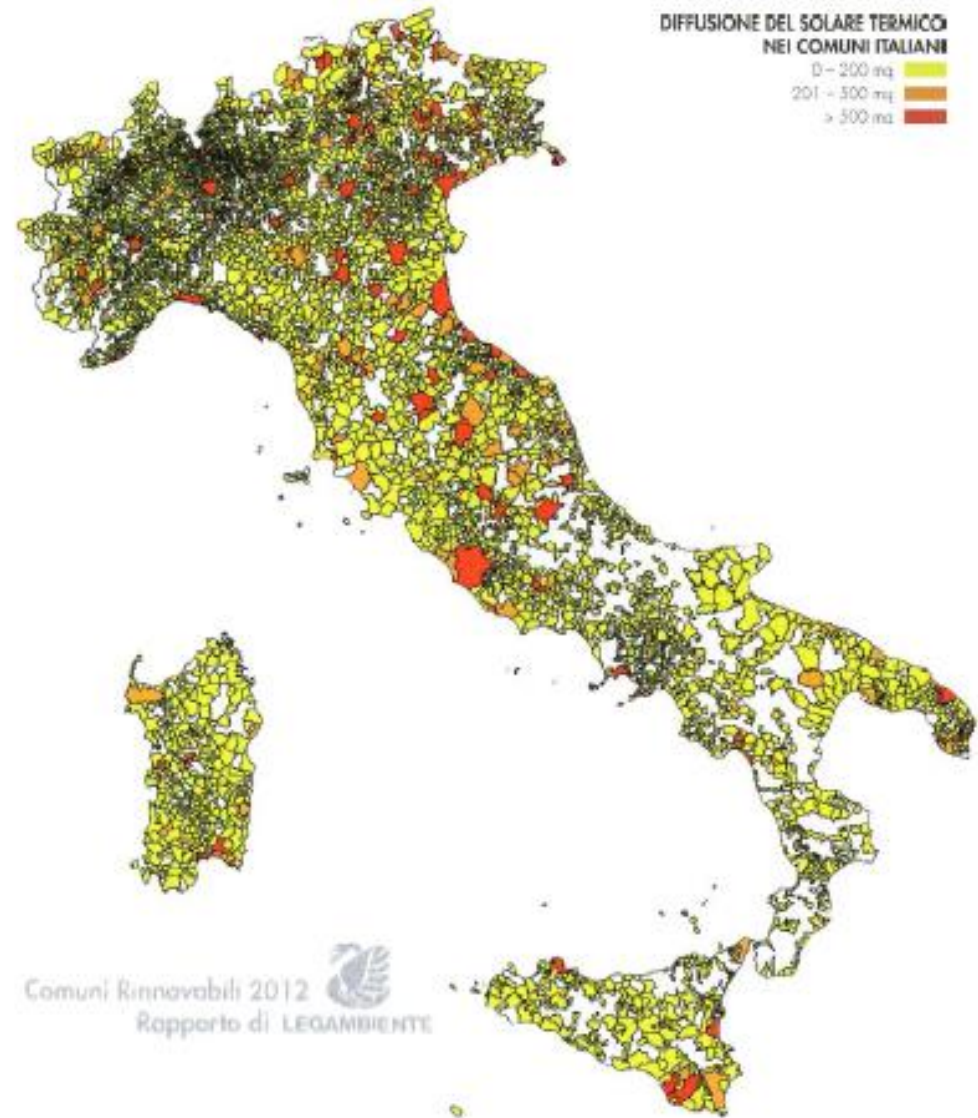 DIFFUSIONE DEL SOLARE TERMICO
NEI COMUNI ITALIANI
0 - 200 mq
201 - 500 mq
> 500 mq
Comuni Rinnovabili 2012
Rapporto di LEGAMBIENTE